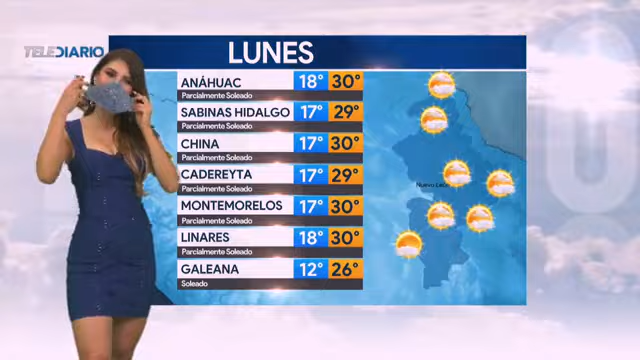 TELEDIARIO
LUNES
ANÁHUAC 18° 30°
Parcialmente Soleado
SABINAS HIDALGO 17° 29°
Parcialmente Soleado
CHINA 17° 30°
Parcialmente Soleado
CADEREYTA 17° 29°
Parcialmente Soleado
MONTEMORELOS 17° 30°
Parcialmente Soleado
LINARES 18° 30°
Parcialmente Soleado
GALEANA 12° 26°
Soleado
Nuevo León